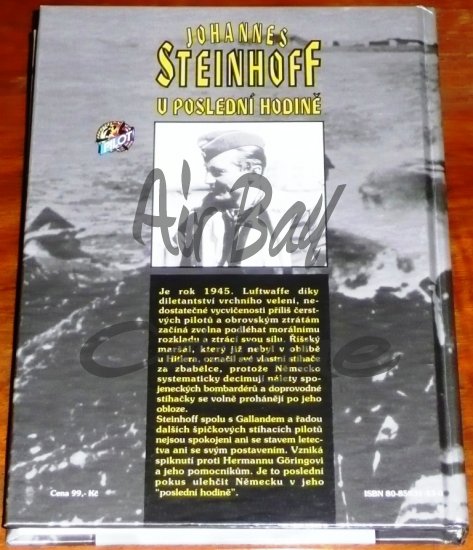 JOHANNES
STEINHOFF
V POSLEDNÍ HODINĚ
PILOT
Air Bay
Je rok 1945. Luftwaffe díky
diletantství vrchního velení, ne-
dostatečné vycvičenosti příliš čerst-
vých pilotů a obrovským ztrátám
začíná zvolna podléhat morálnímu
rozkladu a ztrácí svou sílu. Říšský
maršál, který již nebyl v oblibě
u Hitlera, označil své vlastní stíhače
za zbabělce, protože Německo
systematicky decimují nálety spo-
jeneckých bombardérů a doprovodné
stíhačky se volně prohánějí po jeho
obloze.
Steinhoff spolu s Gallandem a řadou
dalších špičkových stíhacích pilotů
nejsou spokojeni ani se stavem letec-
tva ani se svým postavením. Vzniká
spiknutí proti Hermannu Göringovi
a jeho pomocníkům. Je to poslední
pokus ulehčit Německu v jeho
"poslední hodině".
Cena 99,- Kč
ISBN